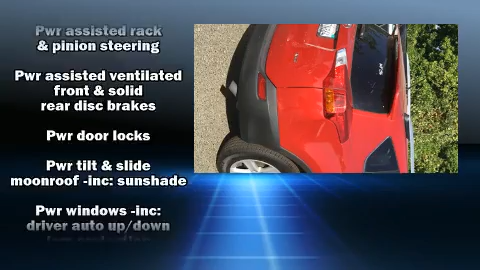 Pwr assisted rack
& pinion steering
Pwr assisted ventilated
front & solid
rear disc brakes
Pwr door locks
Pwr tilt & slide
moonroof -inc: sunshade
Pwr windows -inc:
driver auto up/down